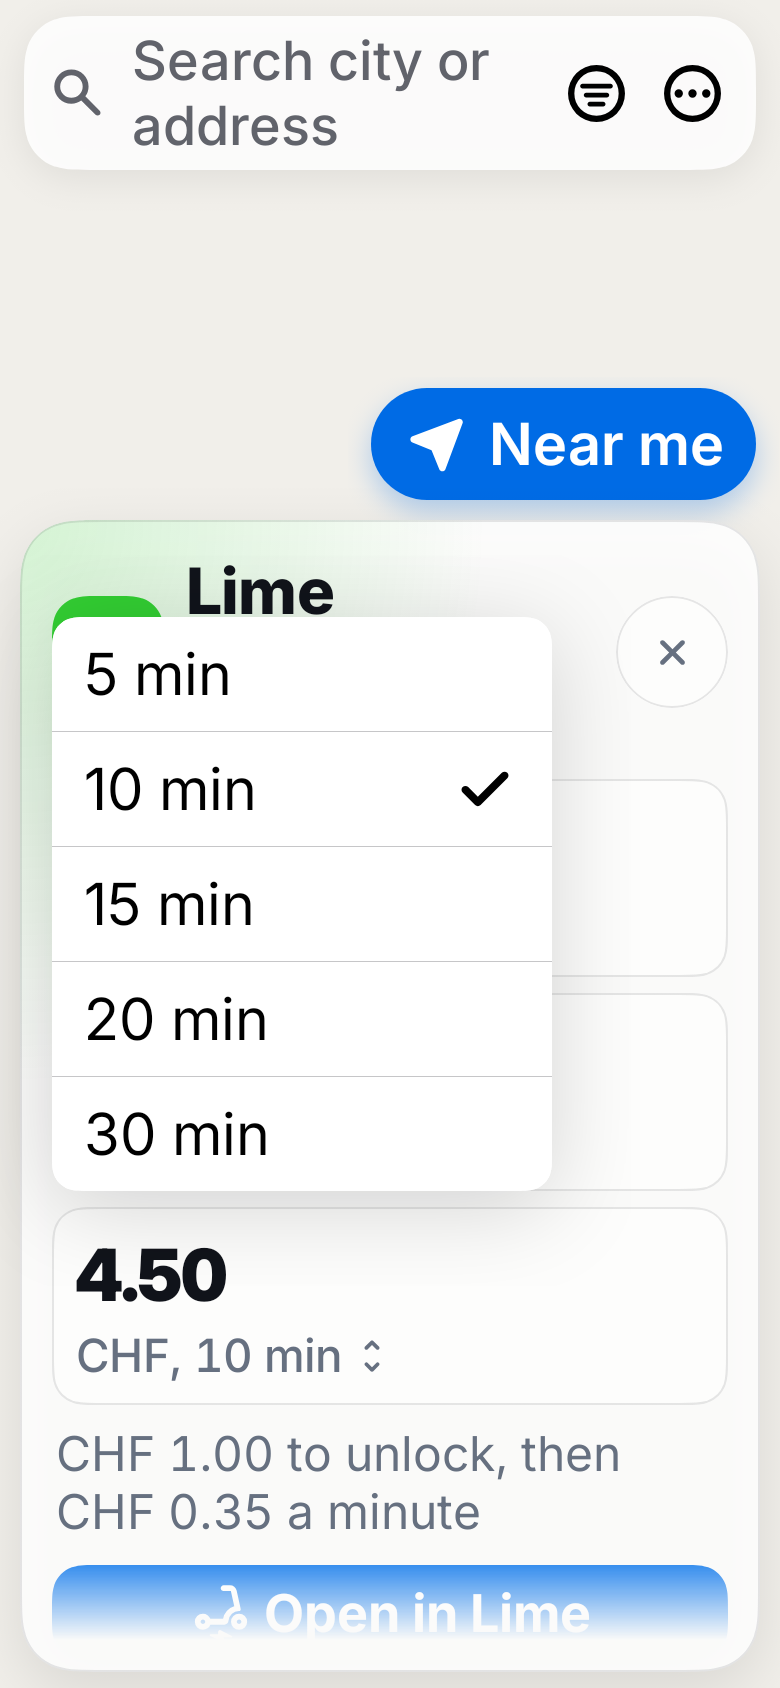 Search city or
address
Near me
Lime
5 min
10 min
15 min
20 min
30 min
4.50
CHF, 10 min
CHF 1.00 to unlock, then
CHF 0.35 a minute
Open in Lime